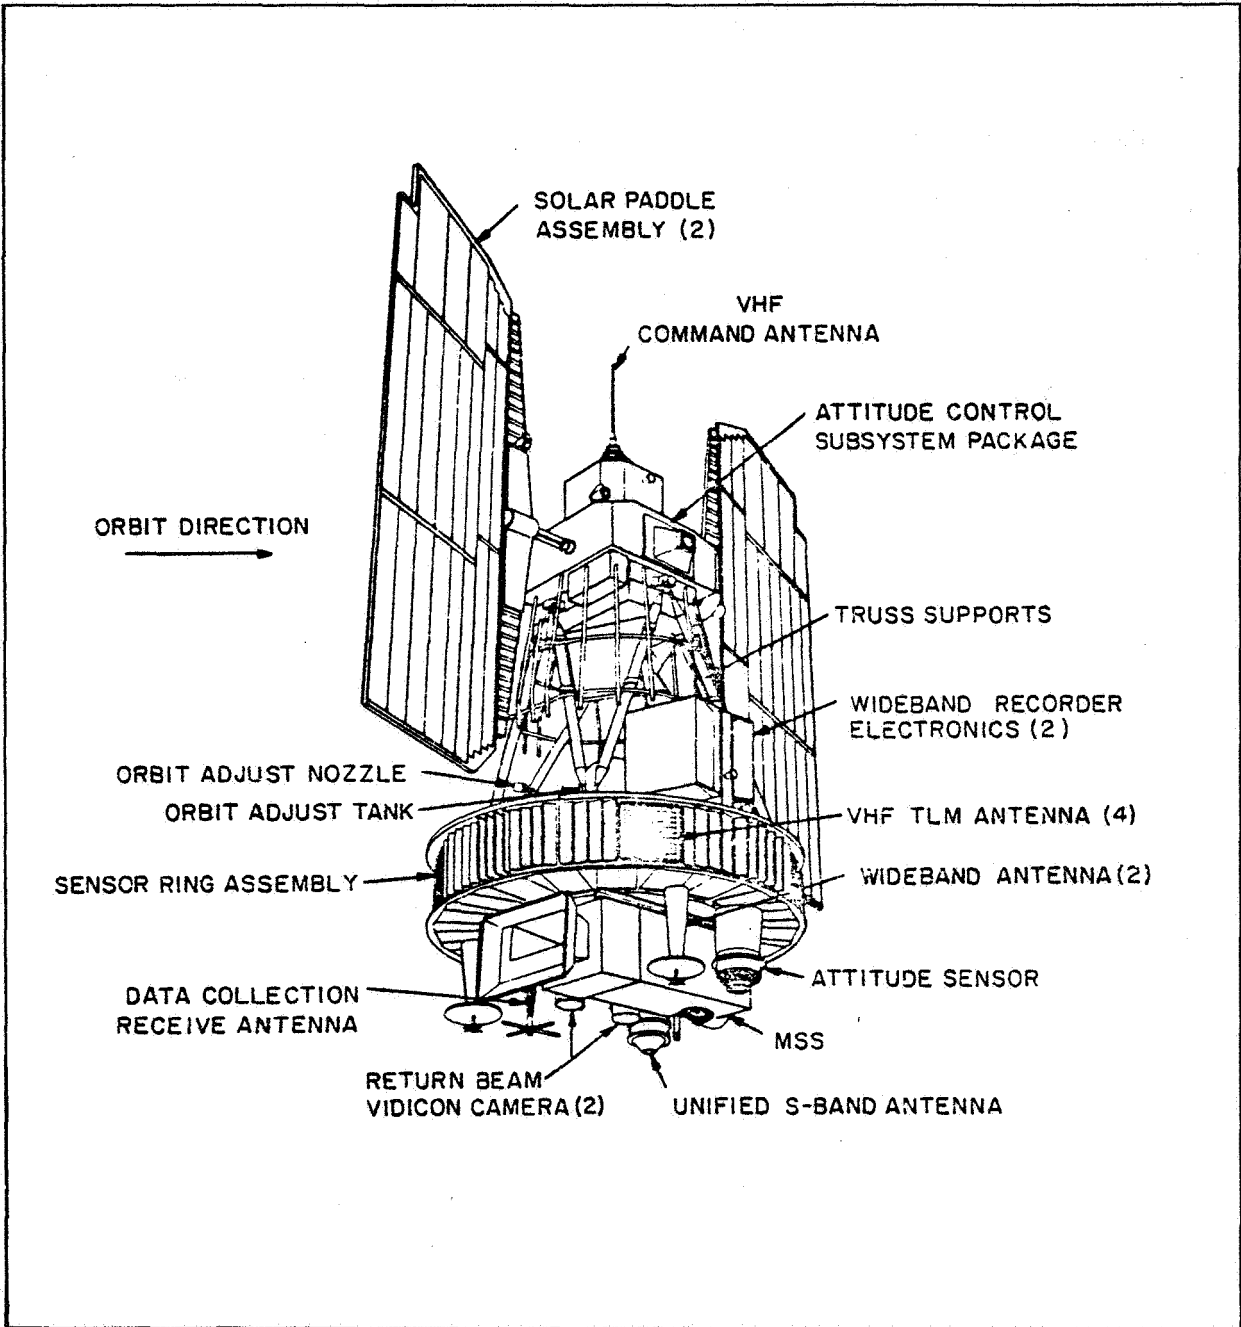 SOLAR PADDLE
ASSEMBLY (2)
VHF
COMMAND ANTENNA
ATTITUDE CONTROL
SUBSYSTEM PACKAGE
ORBIT DIRECTION
TRUSS SUPPORTS
WIDEBAND RECORDER
ELECTRONICS (2)
ORBIT ADJUST NOZZLE
ORBIT ADJUST TANK
VHF TLM ANTENNA (4)
SENSOR RING ASSEMBLY
WIDEBAND ANTENNA (2)
ATTITUDE SENSOR
DATA COLLECTION
RECEIVE ANTENNA
MSS
RETURN BEAM
VIDICON CAMERA (2)
UNIFIED S-BAND ANTENNA